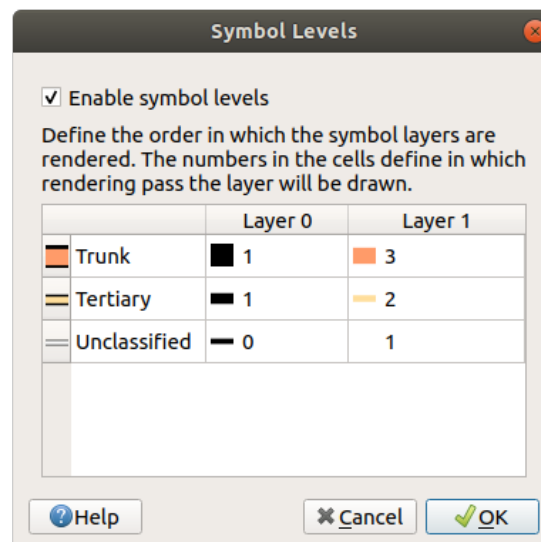 Symbol Levels
Enable symbol levels
Define the order in which the symbol layers are
rendered. The numbers in the cells define in which
rendering pass the layer will be drawn.
Layer 0 Layer 1
Trunk 1 3
Tertiary 1 2
Unclassified 0 1
Help Cancel OK